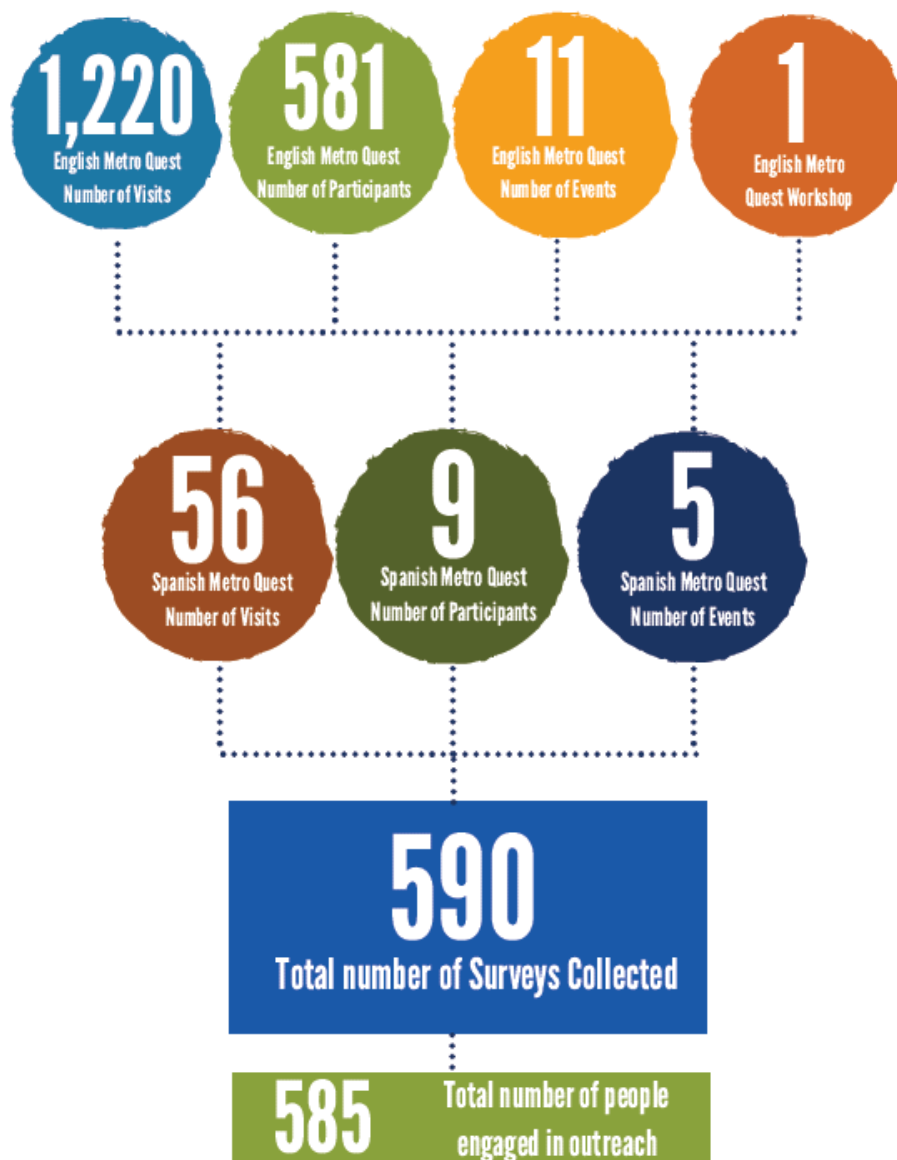 1,220
English Metro Quest
Number of Visits
581
English Metro Quest
Number of Participants
11
English Metro Quest
Number of Events
1
English Metro
Quest Workshop
56
Spanish Metro Quest
Number of Visits
9
Spanish Metro Quest
Number of Participants
5
Spanish Metro Quest
Number of Events
590
Total number of Surveys Collected
585
Total number of people
engaged in outreach